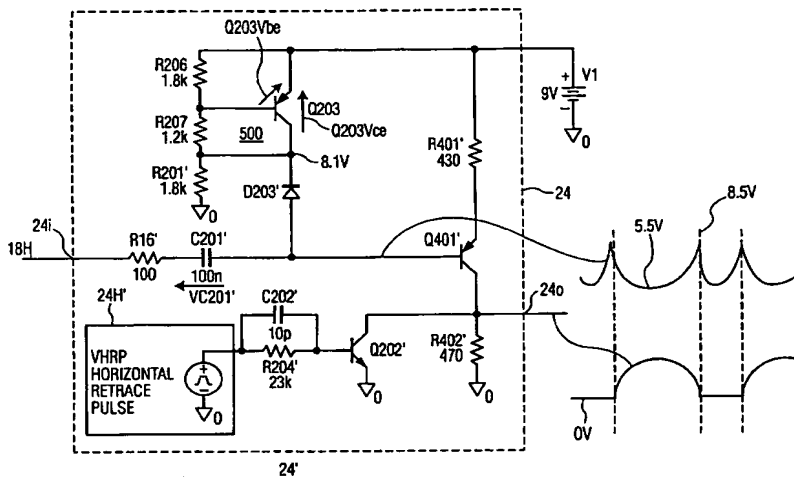 Q203Vbe
R206
1.8k
Q203
Q203Vce
R207
1.2k
500
R201'
1.8k
8.1V
0
D203'
+
V1
9V
-
0
R401'
430
24
8.5V
5.5V
24i
18H
R16'
100
C201'
100n
VC201'
Q401'
24o
24H'
C202'
10p
VHRP
HORIZONTAL
RETRACE
PULSE
+
0
R204'
23k
Q202'
0
R402'
470
0
0V
24'